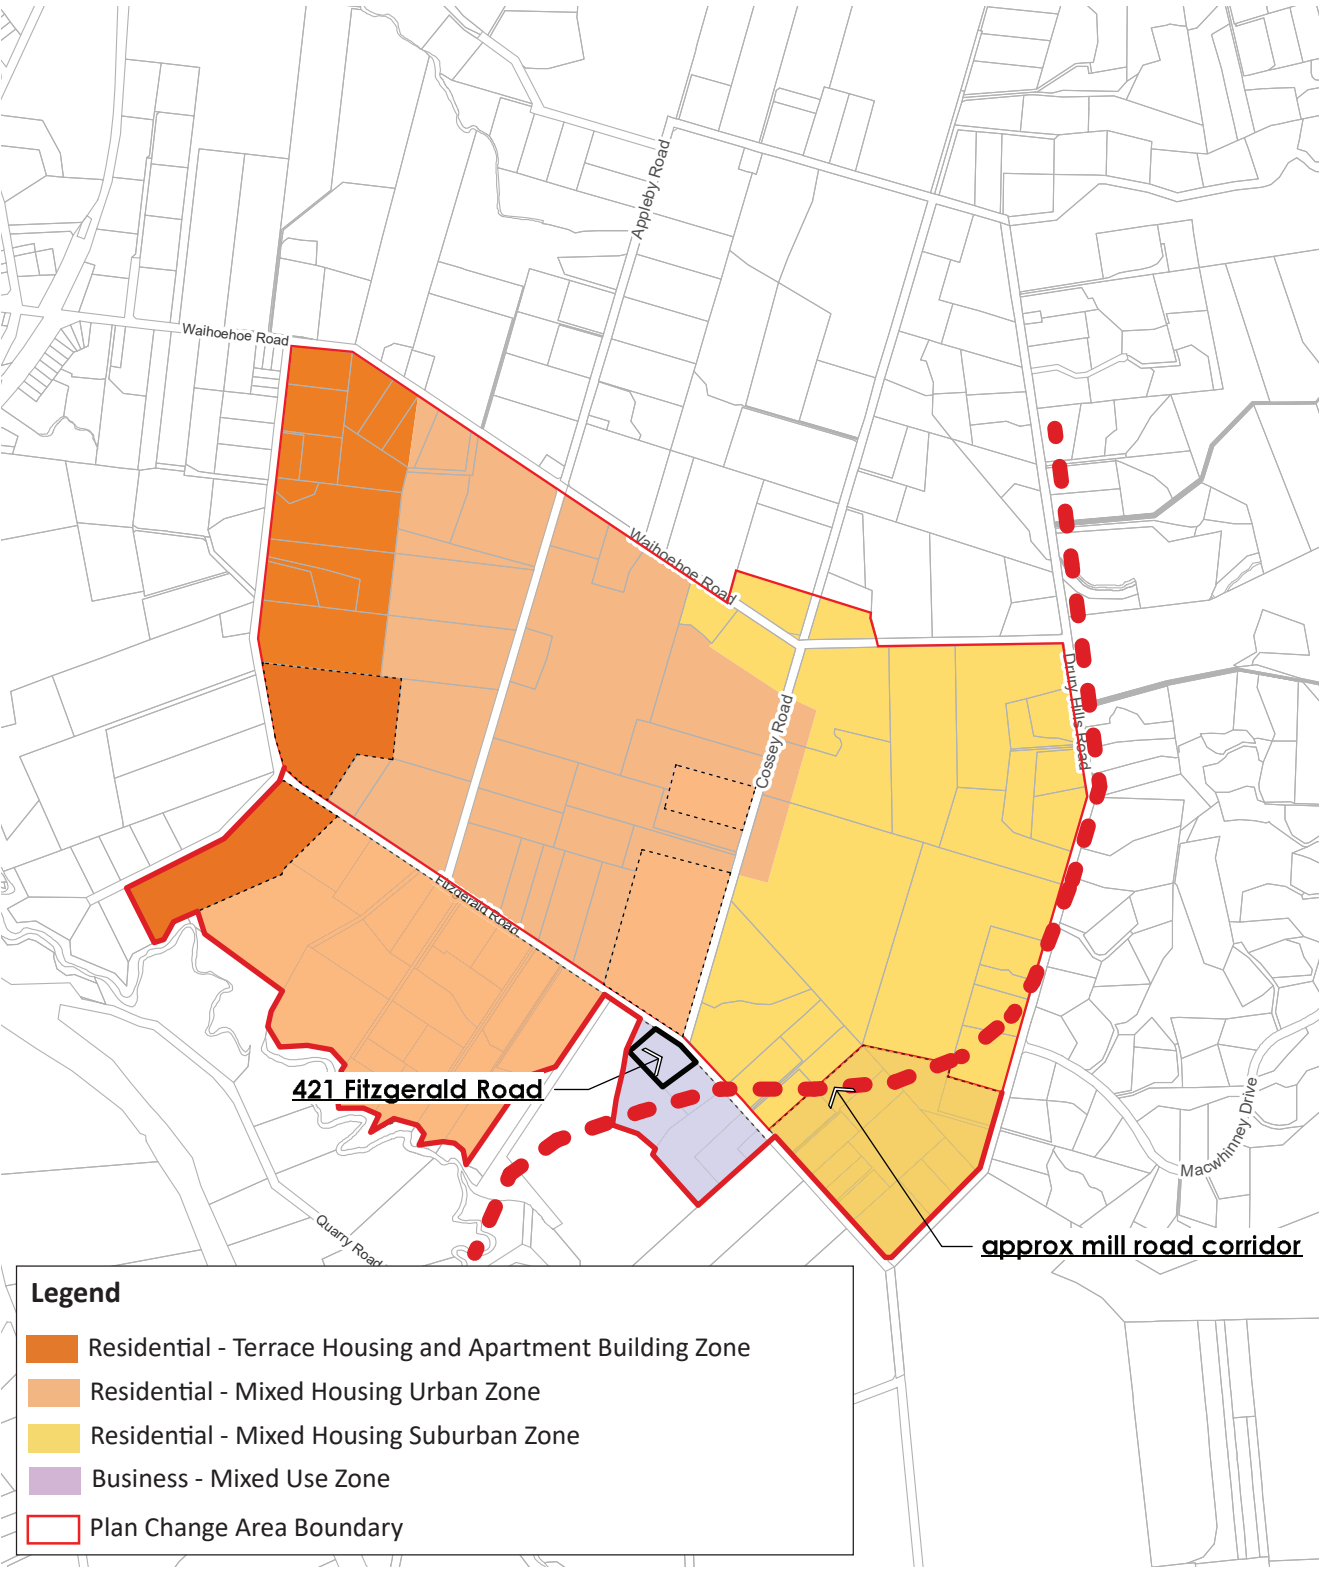 Appleby Road
Waihoehoe Road
Waihoehoe Road
Drury Hills Road
Cossey Road
Fitzgerald Road
421 Fitzgerald Road
Macwhinney Drive
Quarry Road
approx mill road corridor
Legend
Residential - Terrace Housing and Apartment Building Zone
Residential - Mixed Housing Urban Zone
Residential - Mixed Housing Suburban Zone
Business - Mixed Use Zone
Plan Change Area Boundary